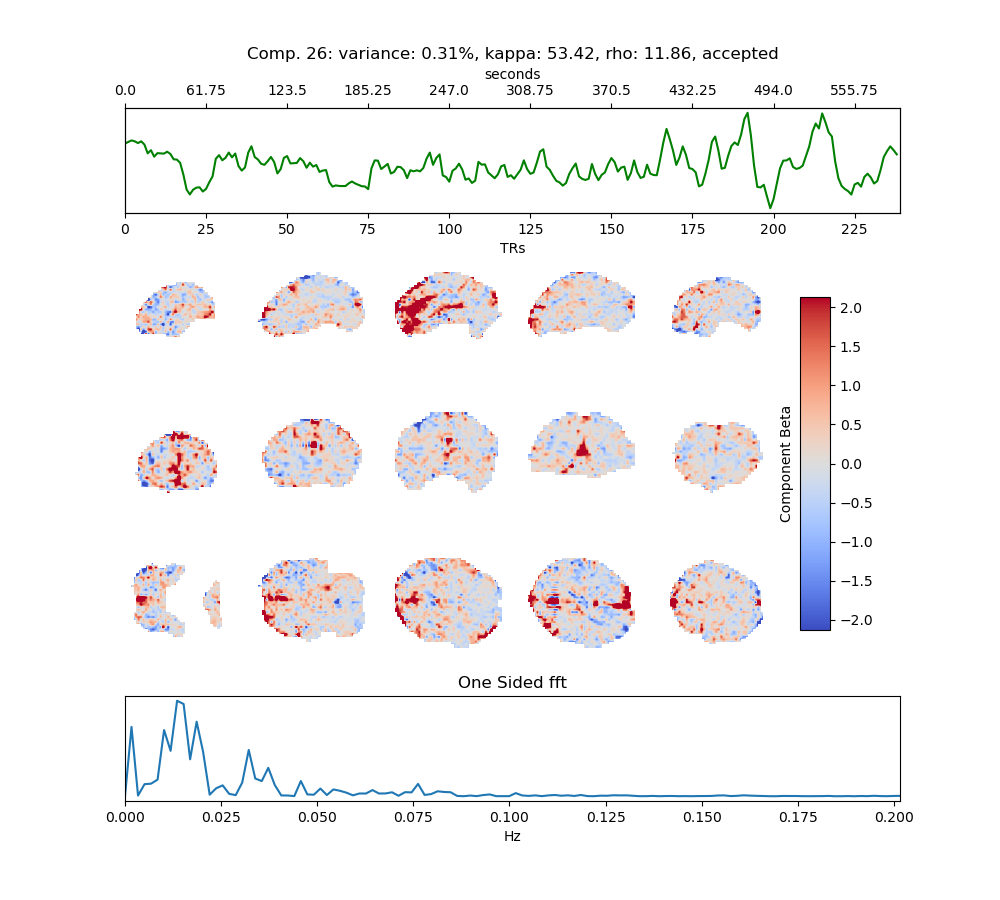 Comp. 26: variance: 0.31%, kappa: 53.42, rho: 11.86, accepted
seconds
0.0 61.75 123.5 185.25 247.0 308.75 370.5 432.25 494.0 555.75
0 25 50 75 100 125 150 175 200 225
TRs
2.0
1.5
1.0
0.5
0.0
−0.5
−1.0
−1.5
−2.0
Component Beta
One Sided fft
0.000 0.025 0.050 0.075 0.100 0.125 0.150 0.175 0.200
Hz